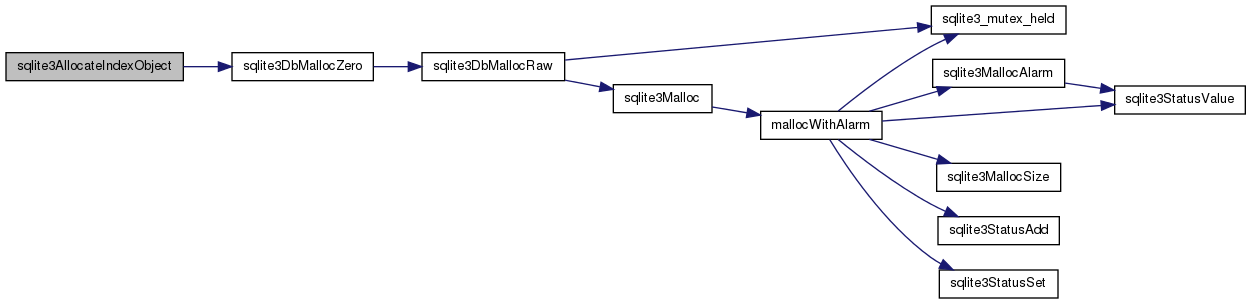 sqlite3AllocateIndexObject
sqlite3DbMallocZero
sqlite3DbMallocRaw
sqlite3_mutex_held
sqlite3Malloc
mallocWithAlarm
sqlite3MallocAlarm
sqlite3StatusValue
sqlite3MallocSize
sqlite3StatusAdd
sqlite3StatusSet